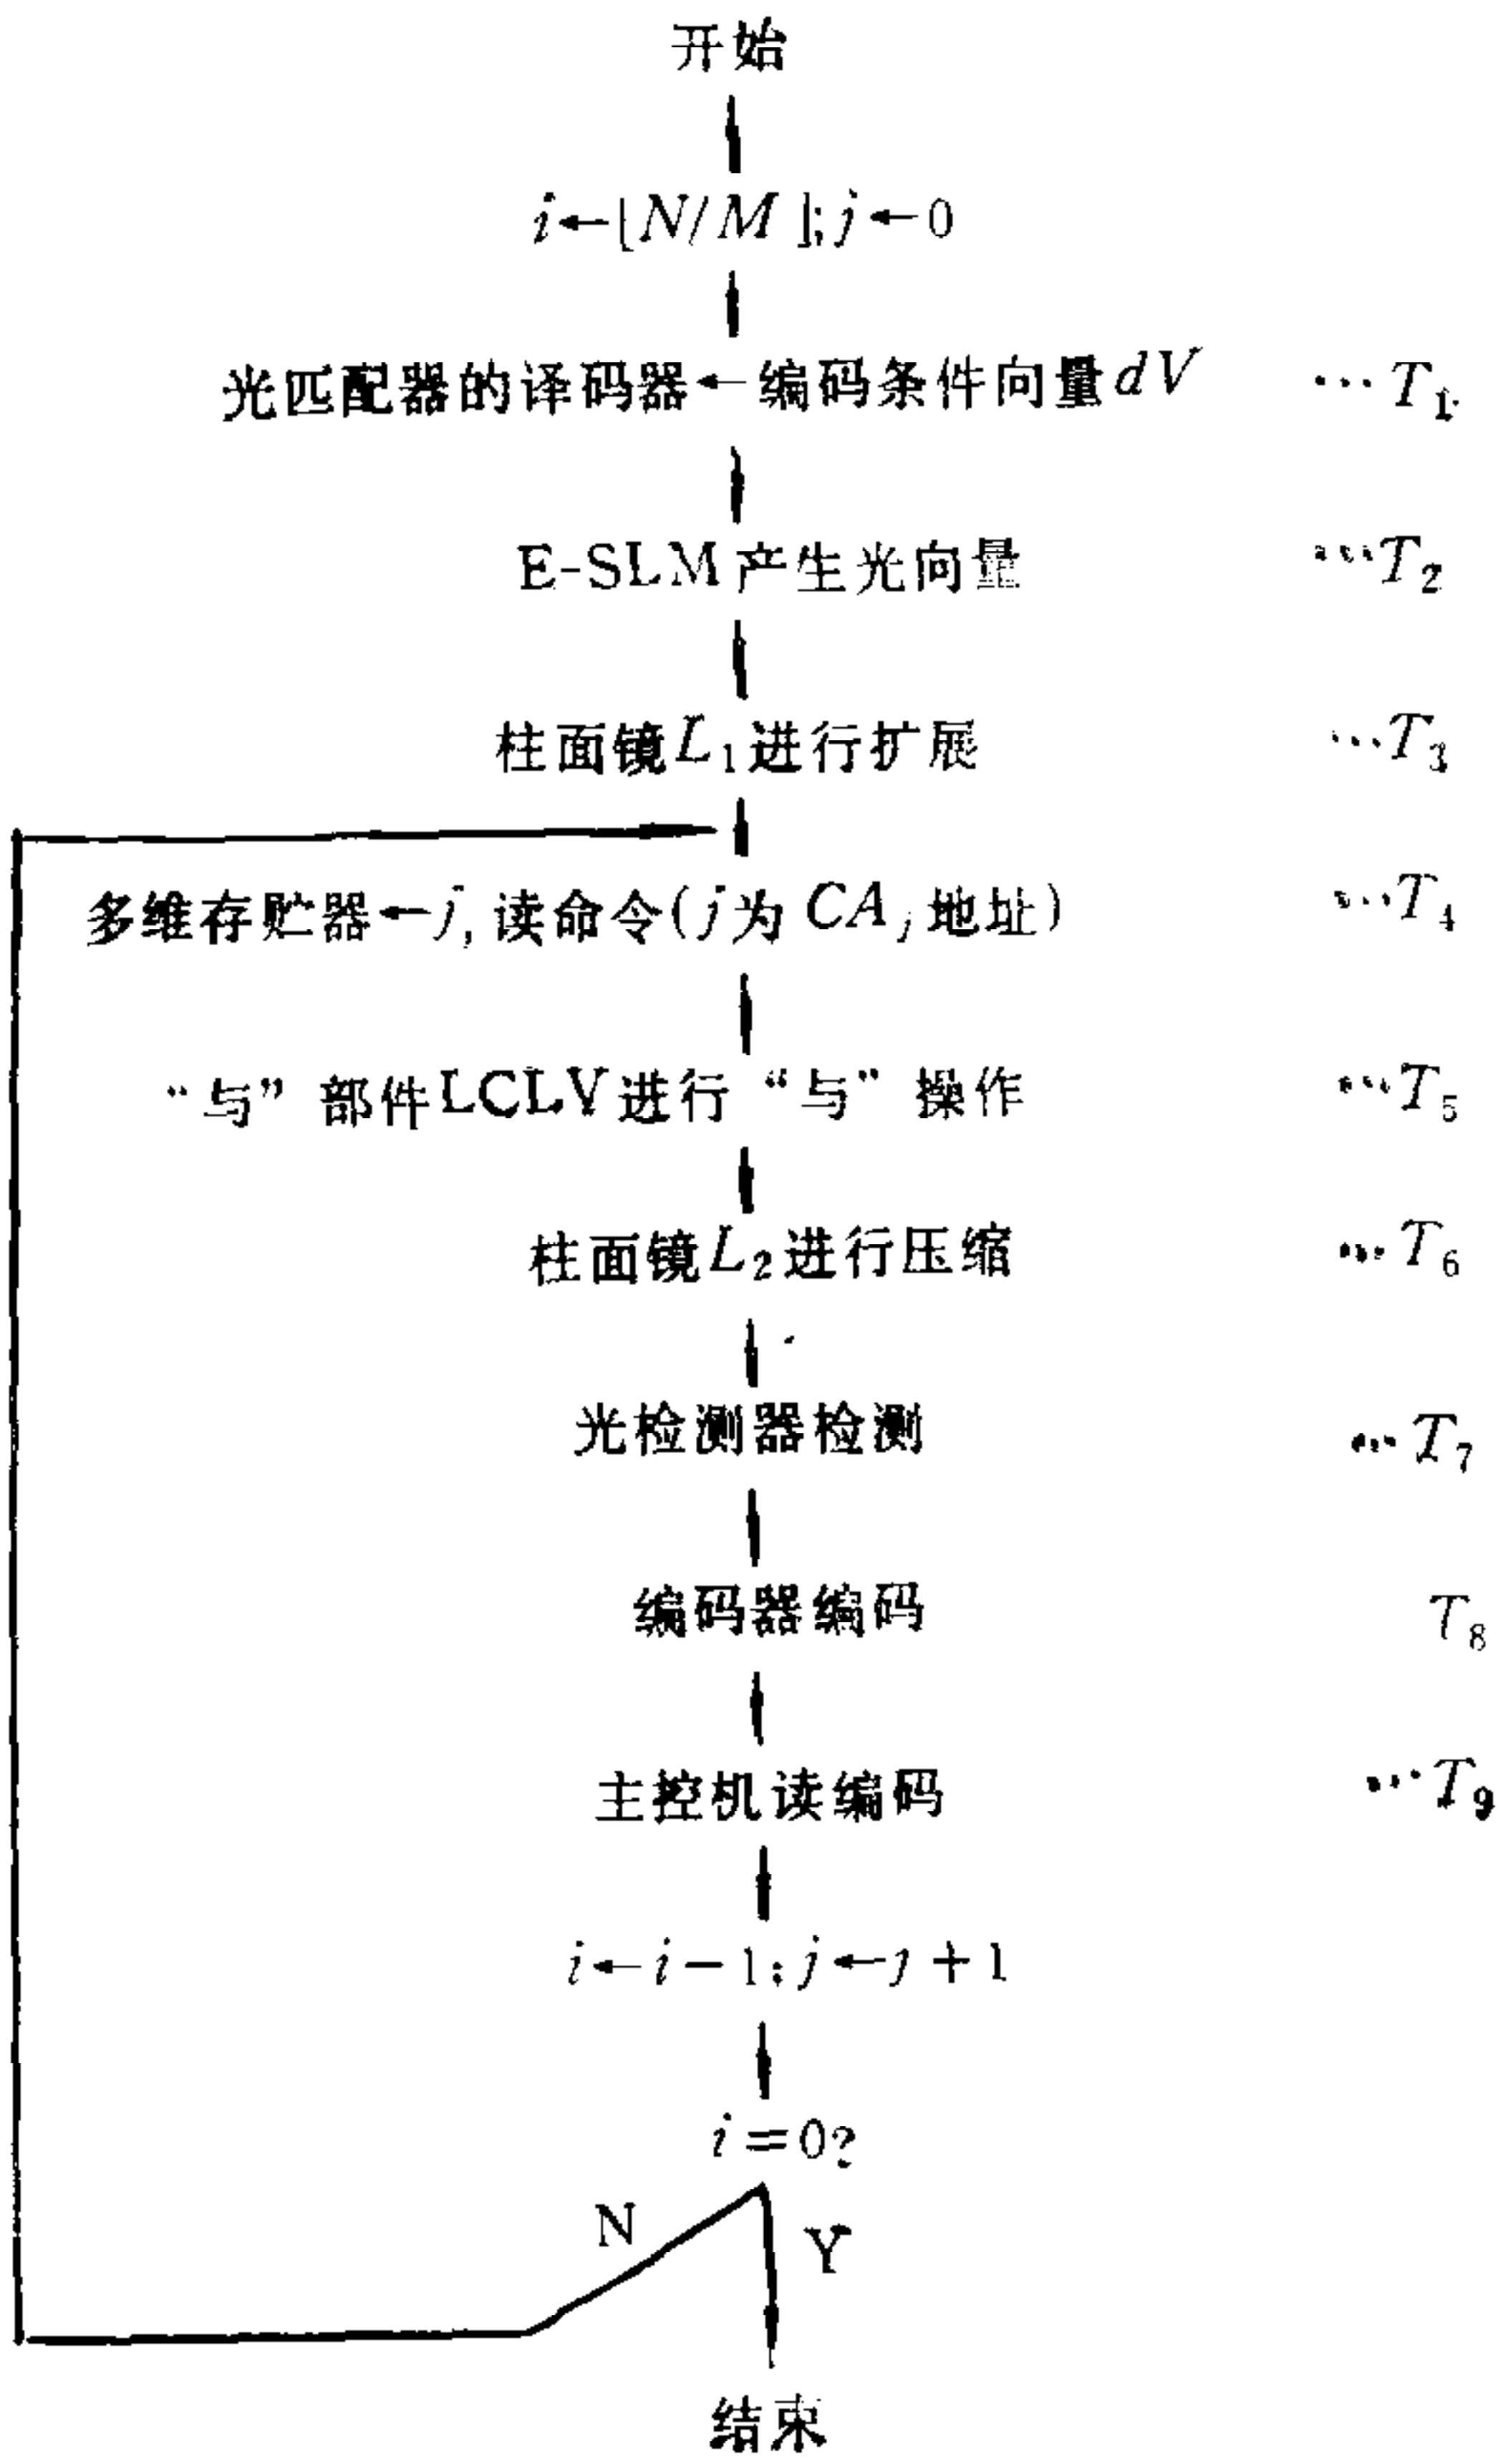 开始
i←⌊N/M⌋;j←0
光匹配器的译码器←编码条件向量dV …T₁
E-SLM产生光向量 …T₂
柱面镜L₁进行扩展 …T₃
多维存贮器←j,读命令(j为CAⱼ地址) …T₄
“与”部件LCLV进行“与”操作 …T₅
柱面镜L₂进行压缩 …T₆
光检测器检测 …T₇
编码器编码 T₈
主控机读编码 …T₉
i←i-1;j←j+1
i=0?
N Y
结束